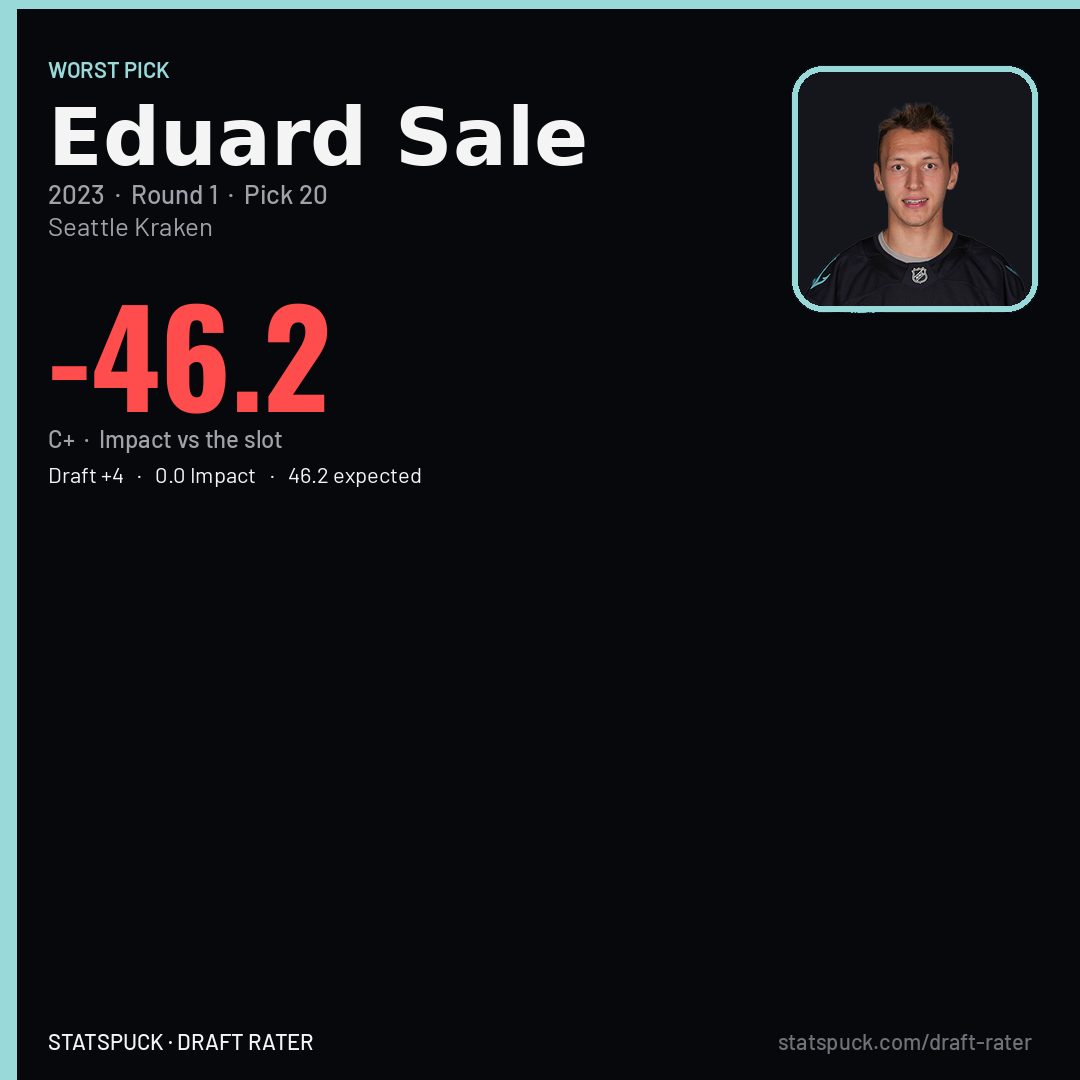 WORST PICK
Eduard Sale
2023 · Round 1 · Pick 20
Seattle Kraken
-46.2
C+ · Impact vs the slot
Draft +4 · 0.0 Impact · 46.2 expected
STATSPUCK · DRAFT RATER
statspuck.com/draft-rater